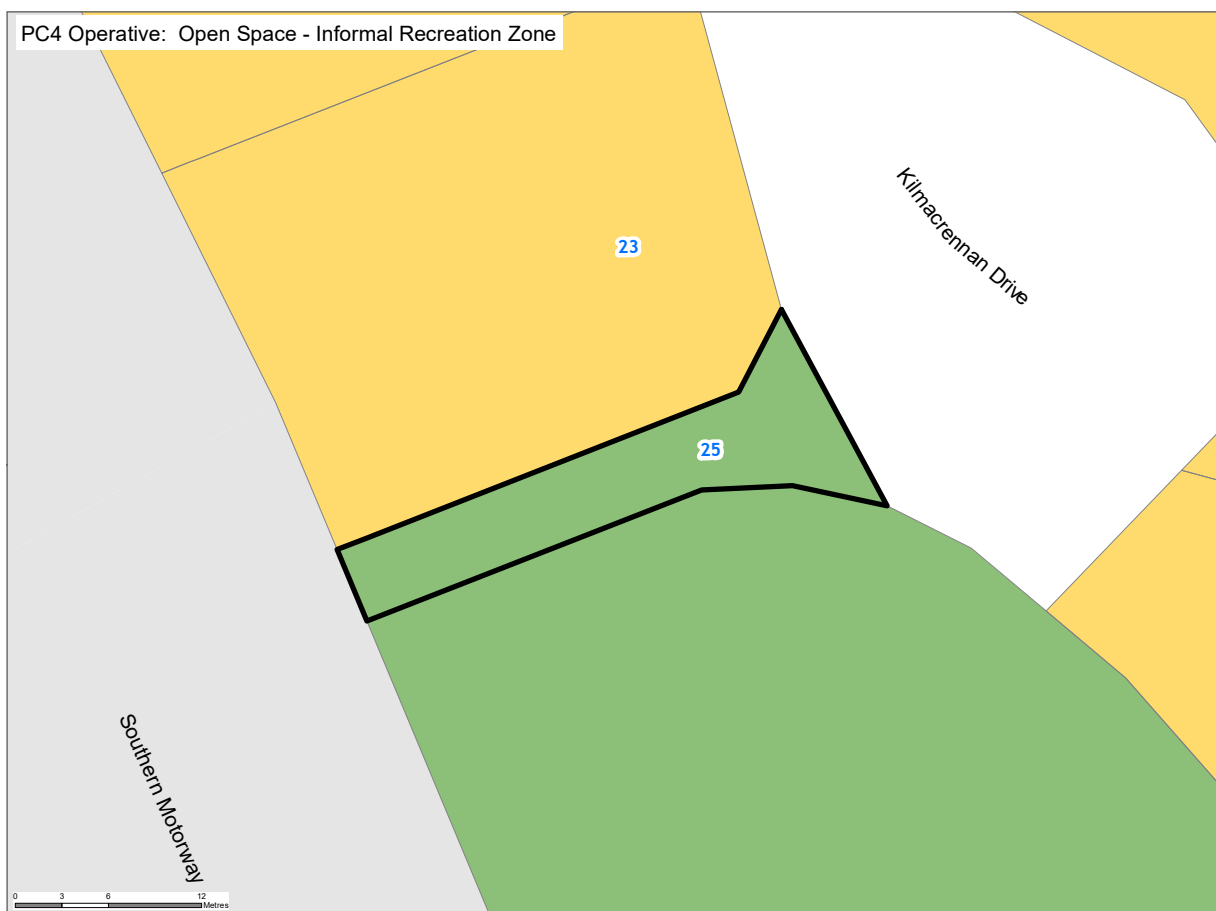 PC4 Operative: Open Space - Informal Recreation Zone
Kilmacrennan Drive
23
25
Southern Motorway
0 3 6 12
Metres